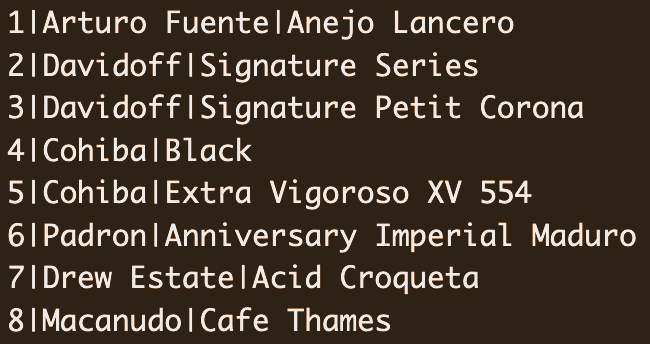 1|Arturo Fuente|Anejo Lancero
2|Davidoff|Signature Series
3|Davidoff|Signature Petit Corona
4|Cohiba|Black
5|Cohiba|Extra Vigoroso XV 554
6|Padron|Anniversary Imperial Maduro
7|Drew Estate|Acid Croqueta
8|Macanudo|Cafe Thames